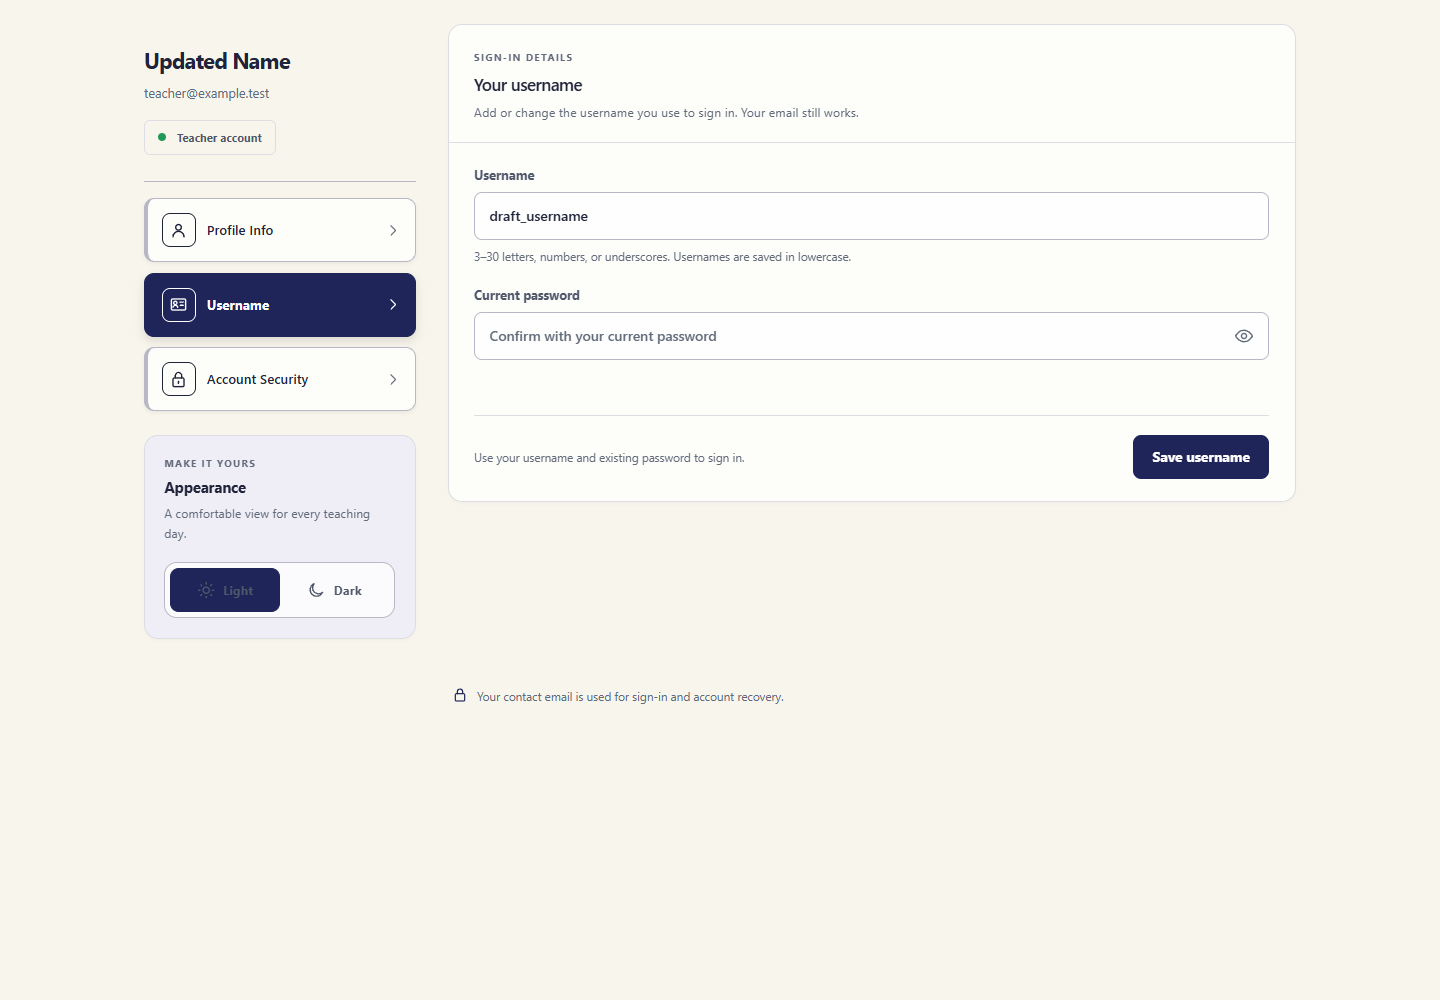 Updated Name
teacher@example.test
Teacher account
Profile Info
Username
Account Security
MAKE IT YOURS
Appearance
A comfortable view for every teaching
day.
Light
Dark
SIGN-IN DETAILS
Your username
Add or change the username you use to sign in. Your email still works.
Username
draft_username
3–30 letters, numbers, or underscores. Usernames are saved in lowercase.
Current password
Confirm with your current password
Use your username and existing password to sign in.
Save username
Your contact email is used for sign-in and account recovery.